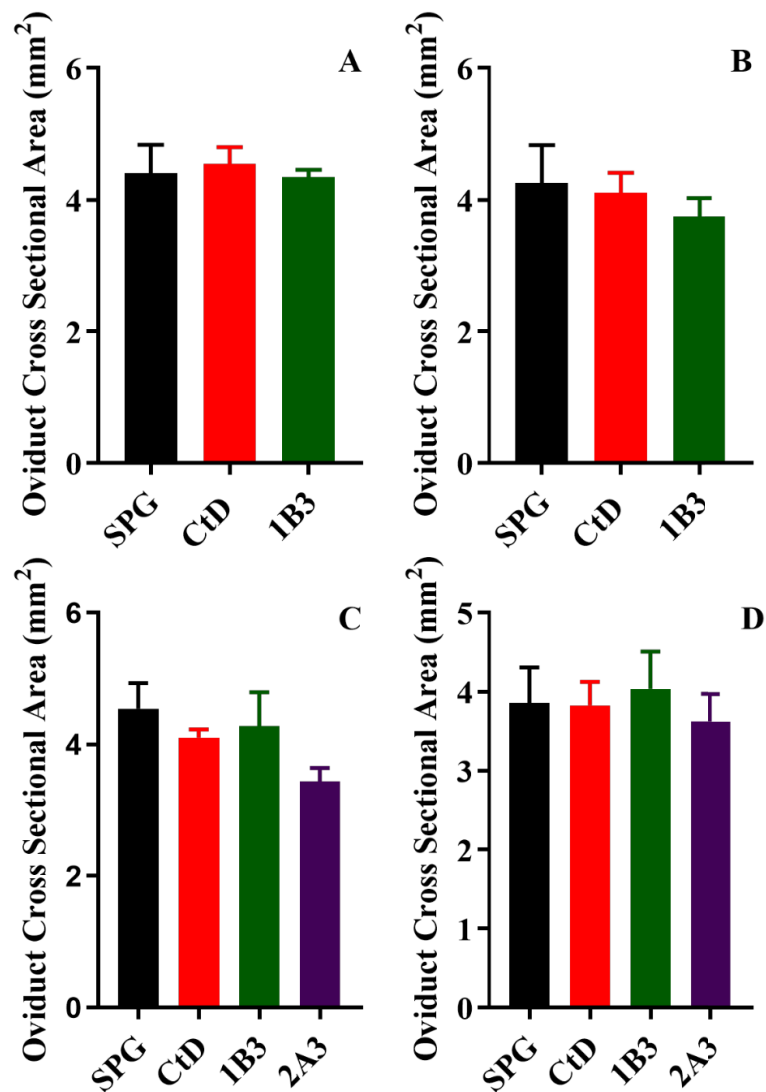 A
Oviduct Cross Sectional Area (mm²)
6
4
2
0
SPG
CtD
1B3
B
Oviduct Cross Sectional Area (mm²)
6
4
2
0
SPG
CtD
1B3
C
Oviduct Cross Sectional Area (mm²)
6
4
2
0
SPG
CtD
1B3
2A3
D
Oviduct Cross Sectional Area (mm²)
5
4
3
2
1
0
SPG
CtD
1B3
2A3